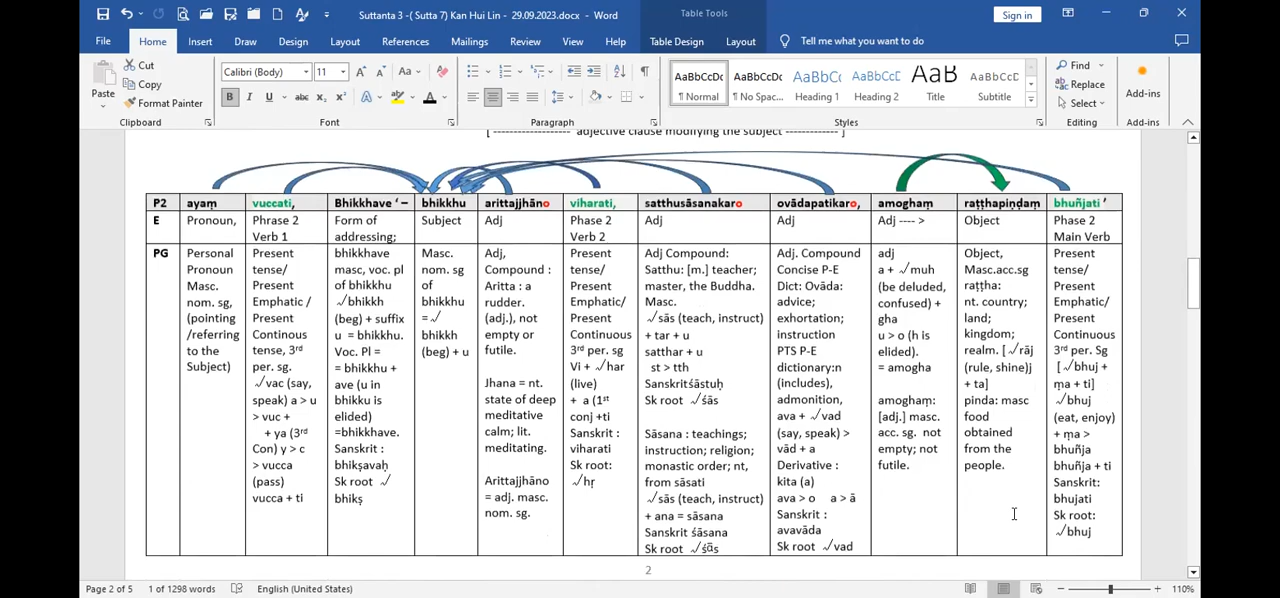 Suttanta 3 -( Sutta 7) Kan Hui Lin - 29.09.2023.docx - Word
Table Tools
Sign in
File Home Insert Draw Design Layout References Mailings Review View Help Table Design Layout Tell me what you want to do
Paste
Cut
Copy
Format Painter
Clipboard
Calibri (Body) 11
Font
Paragraph
AaBbCcDc AaBbCcDc AaBbCc AaBbCcC AaB AaBbCcD
¶ Normal ¶ No Spac... Heading 1 Heading 2 Title Subtitle
Styles
Find
Replace
Select
Editing
Add-ins
Add-ins
[ ------------------- adjective clause modifying the subject ------------- ]
P2 ayaṃ vuccati, Bhikkhave ‘ – bhikkhu arittajjhāno viharati, satthusāsanakaro ovādapatikaro, amoghaṃ raṭṭhapiṇḍaṃ bhuñjati ’
E
Pronoun,
Phrase 2
Verb 1
Form of
addressing;
Subject
Adj
Phase 2
Verb 2
Adj
Adj
Adj ---- >
Object
Phase 2
Main Verb
PG
Personal
Pronoun
Masc.
nom. sg,
(pointing
/referring
to the
Subject)
Present
tense/
Present
Emphatic /
Present
Continous
tense, 3rd
per. sg.
√vac (say,
speak) a > u
> vuc +
+ ya (3rd
Con) y > c
> vucca
(pass)
vucca + ti
bhikkhave
masc, voc. pl
of bhikkhu
√bhikkh
(beg) + suffix
u = bhikkhu.
Voc. Pl =
= bhikkhu +
ave (u in
bhikku is
elided)
=bhikkhave.
Sanskrit :
bhikṣavaḥ
Sk root √
bhikṣ
Masc.
nom. sg
of
bhikkhu
= √
bhikkh
(beg) + u
Adj,
Compound :
Aritta : a
rudder.
(adj.), not
empty or
futile.
Jhana = nt.
state of deep
meditative
calm; lit.
meditating.
Arittajjhāno
= adj. masc.
nom. sg.
Present
tense/
Present
Emphatic/
Present
Continuous
3rd per. sg
Vi + √har
(live)
+ a (1st
conj +ti
Sanskrit :
viharati
Sk root:
√hṛ
Adj Compound:
Satthu: [m.] teacher;
master, the Buddha.
Masc.
√sās (teach, instruct)
+ tar + u
satthar + u
st > tth
Sanskritśāstuḥ
Sk root √śās
Sāsana : teachings;
instruction; religion;
monastic order; nt,
from sāsati
√sās (teach, instruct)
+ ana = sāsana
Sanskrit śāsana
Sk root √śās
Adj. Compound
Concise P-E
Dict: Ovāda:
advice;
exhortation;
instruction
PTS P-E
dictionary:n
(includes),
admonition,
ava + √vad
(say, speak) >
vād + a
Derivative :
kita (a)
ava > o a > ā
Sanskrit :
avavāda
Sk root √vad
adj
a + √muh
(be deluded,
confused) +
gha
u > o (h is
elided).
= amogha
amoghaṃ:
[adj.] masc.
acc. sg. not
empty; not
futile.
Object,
Masc.acc.sg
raṭṭha:
nt. country;
land;
kingdom;
realm. [ √rāj
(rule, shine)j
+ ta]
pinda: masc
food
obtained
from the
people.
Present
tense/
Present
Emphatic/
Present
Continuous
3rd per. Sg
[ √bhuj +
ṃa + ti]
√bhuj
(eat, enjoy)
+ ṃa >
bhuñja
bhuñja + ti
Sanskrit:
bhujati
Sk root:
√bhuj
2
Page 2 of 5 1 of 1298 words English (United States) 110%